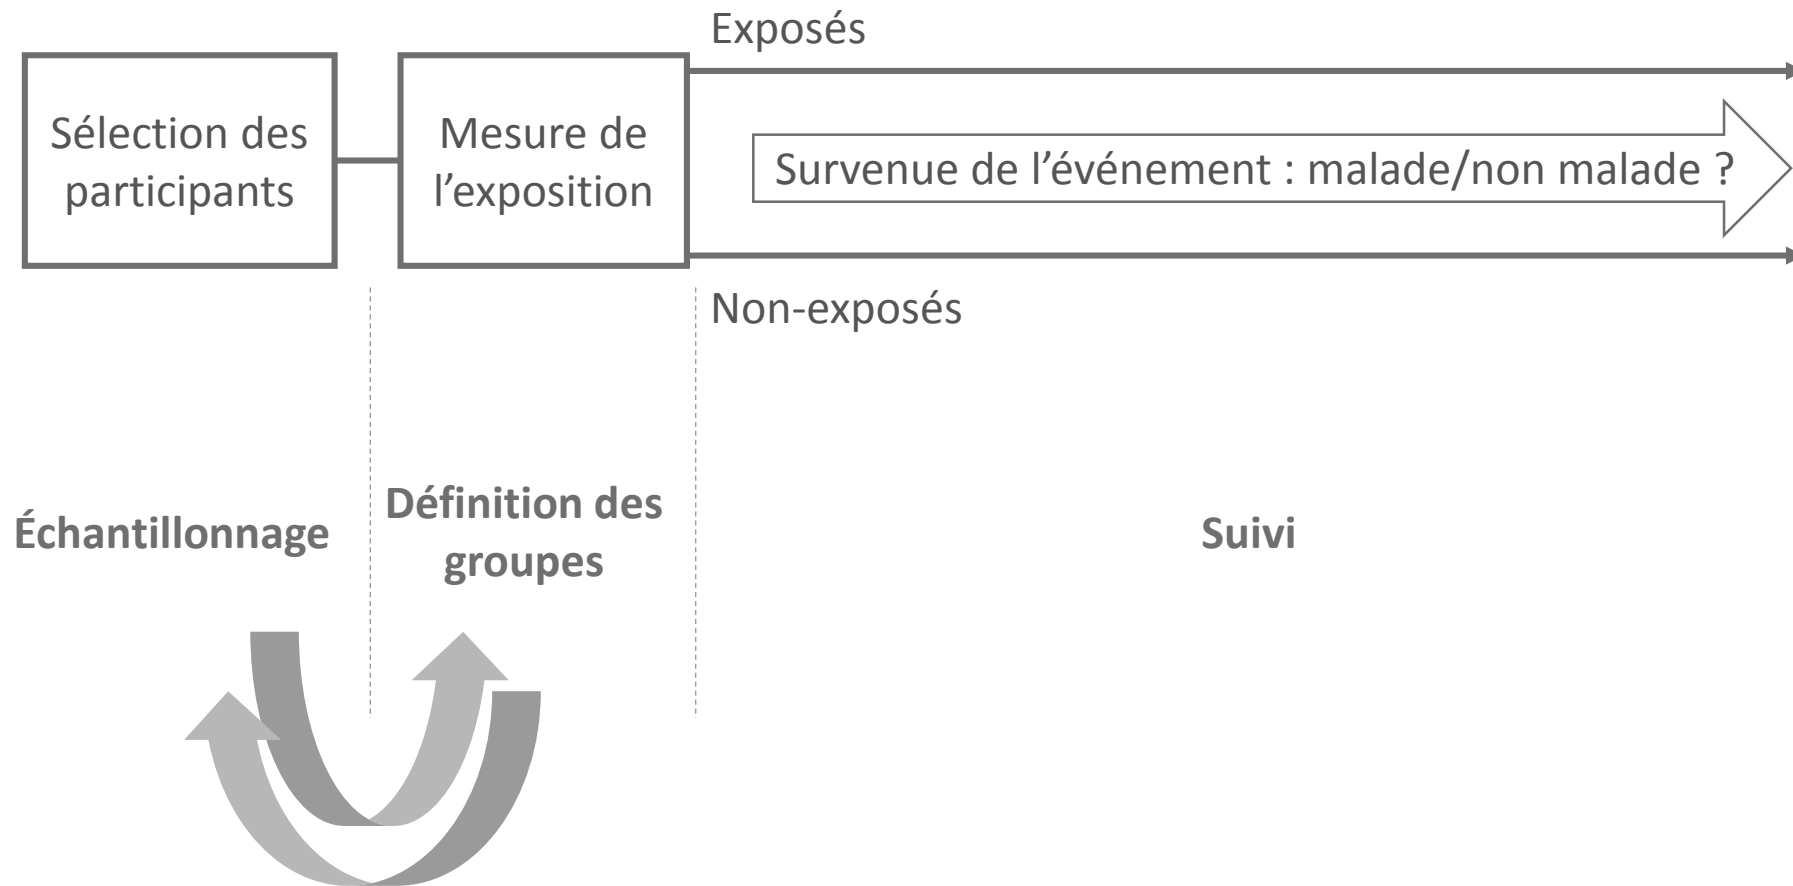 Exposés
Sélection des
participants
Mesure de
l’exposition
Survenue de l’événement : malade/non malade ?
Non-exposés
Échantillonnage
Définition des
groupes
Suivi